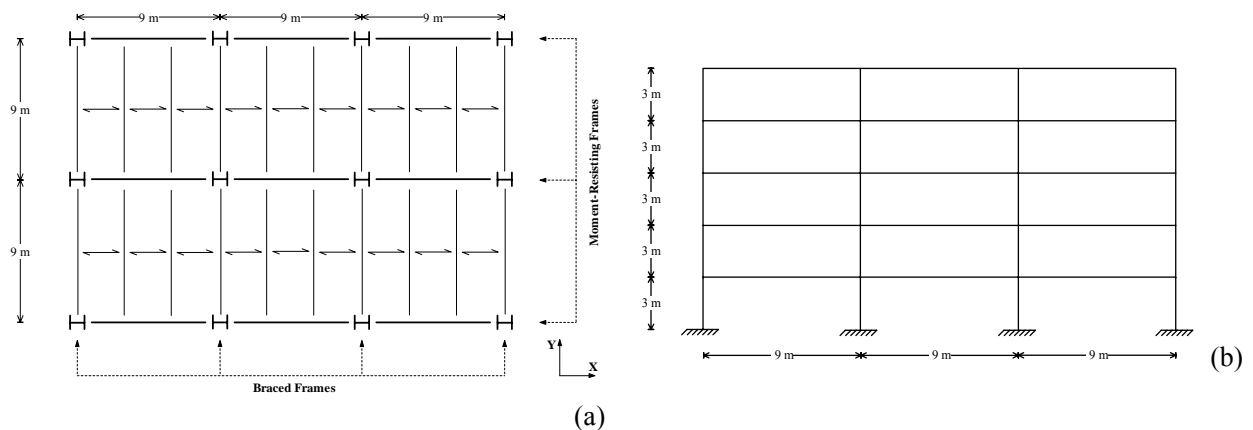 9 m 9 m 9 m
9 m
9 m
Moment-Resisting Frames
Y
X
Braced Frames
(a)
3 m
3 m
3 m
3 m
3 m
9 m 9 m 9 m
(b)